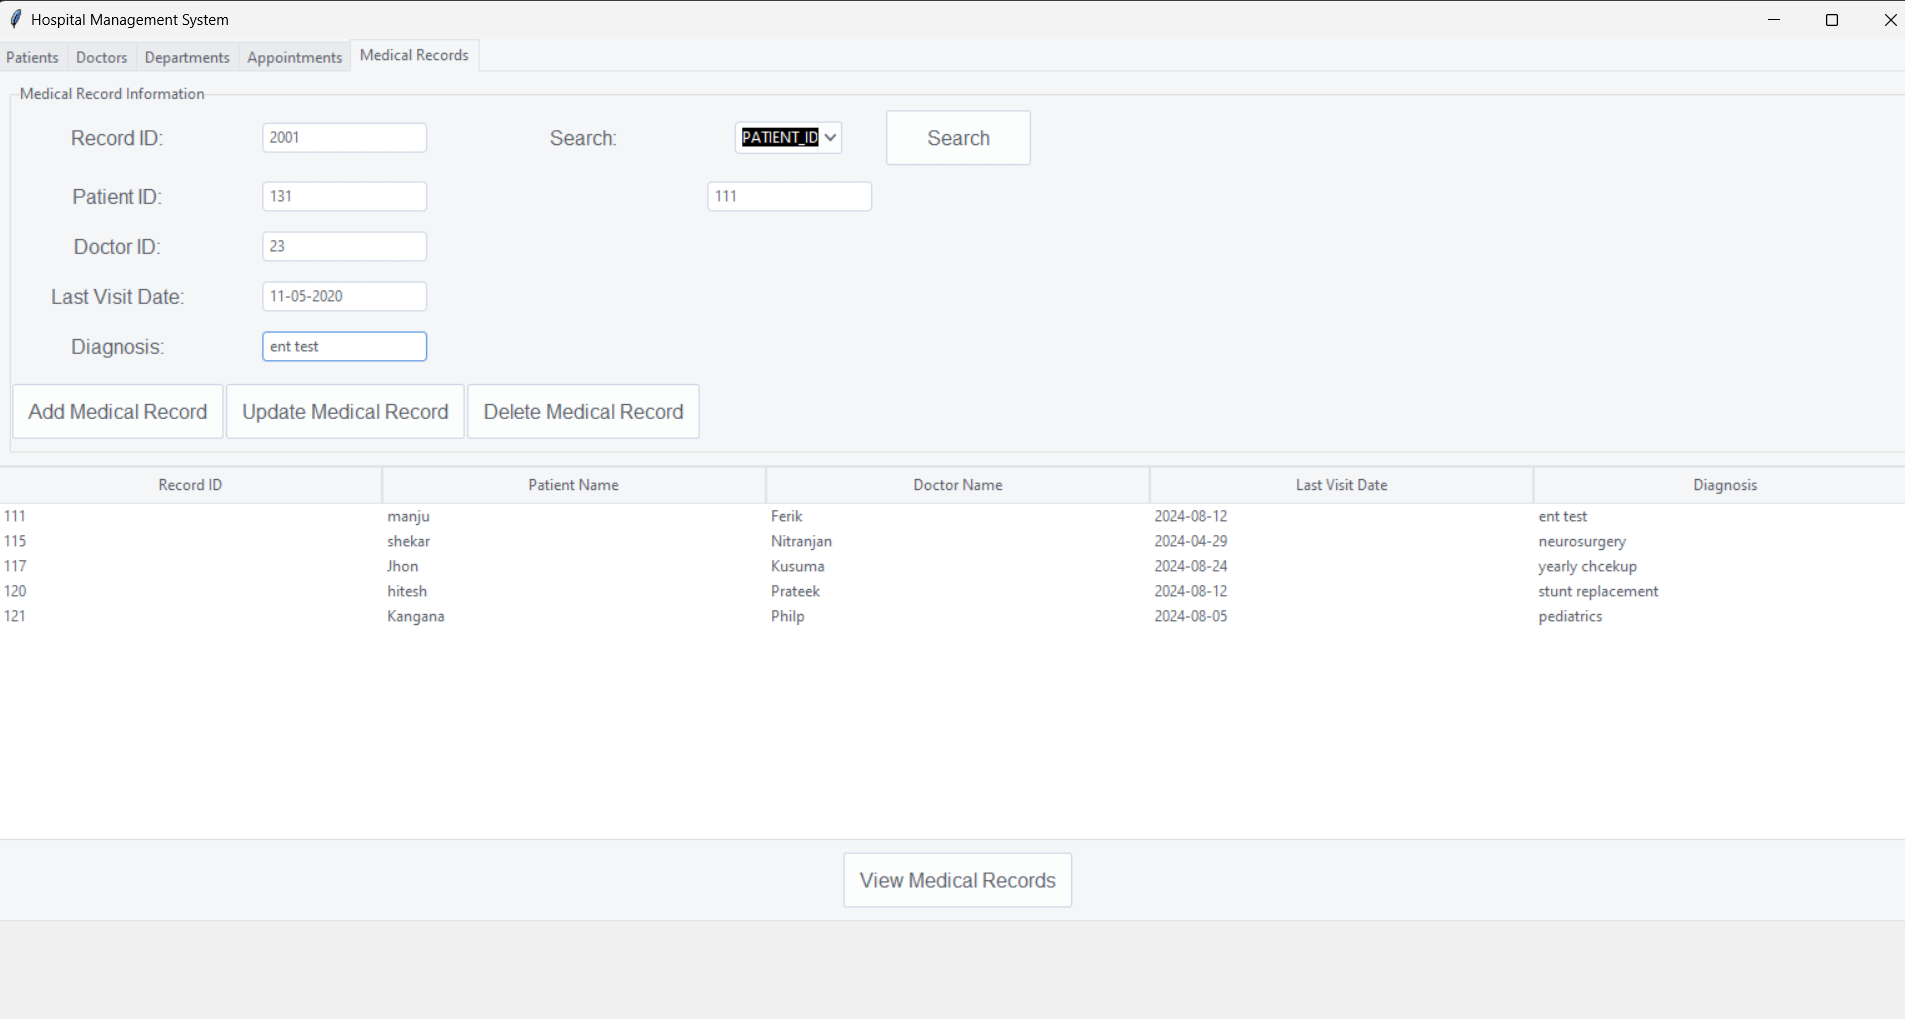 Hospital Management System
Patients Doctors Departments Appointments Medical Records
Medical Record Information
Record ID: 2001 Search: PATIENT_ID Search
Patient ID: 131 111
Doctor ID: 23
Last Visit Date: 11-05-2020
Diagnosis: ent test
Add Medical Record Update Medical Record Delete Medical Record
Record ID Patient Name Doctor Name Last Visit Date Diagnosis
111 manju Ferik 2024-08-12 ent test
115 shekar Nitranjan 2024-04-29 neurosurgery
117 Jhon Kusuma 2024-08-24 yearly chcekup
120 hitesh Prateek 2024-08-12 stunt replacement
121 Kangana Philp 2024-08-05 pediatrics
View Medical Records